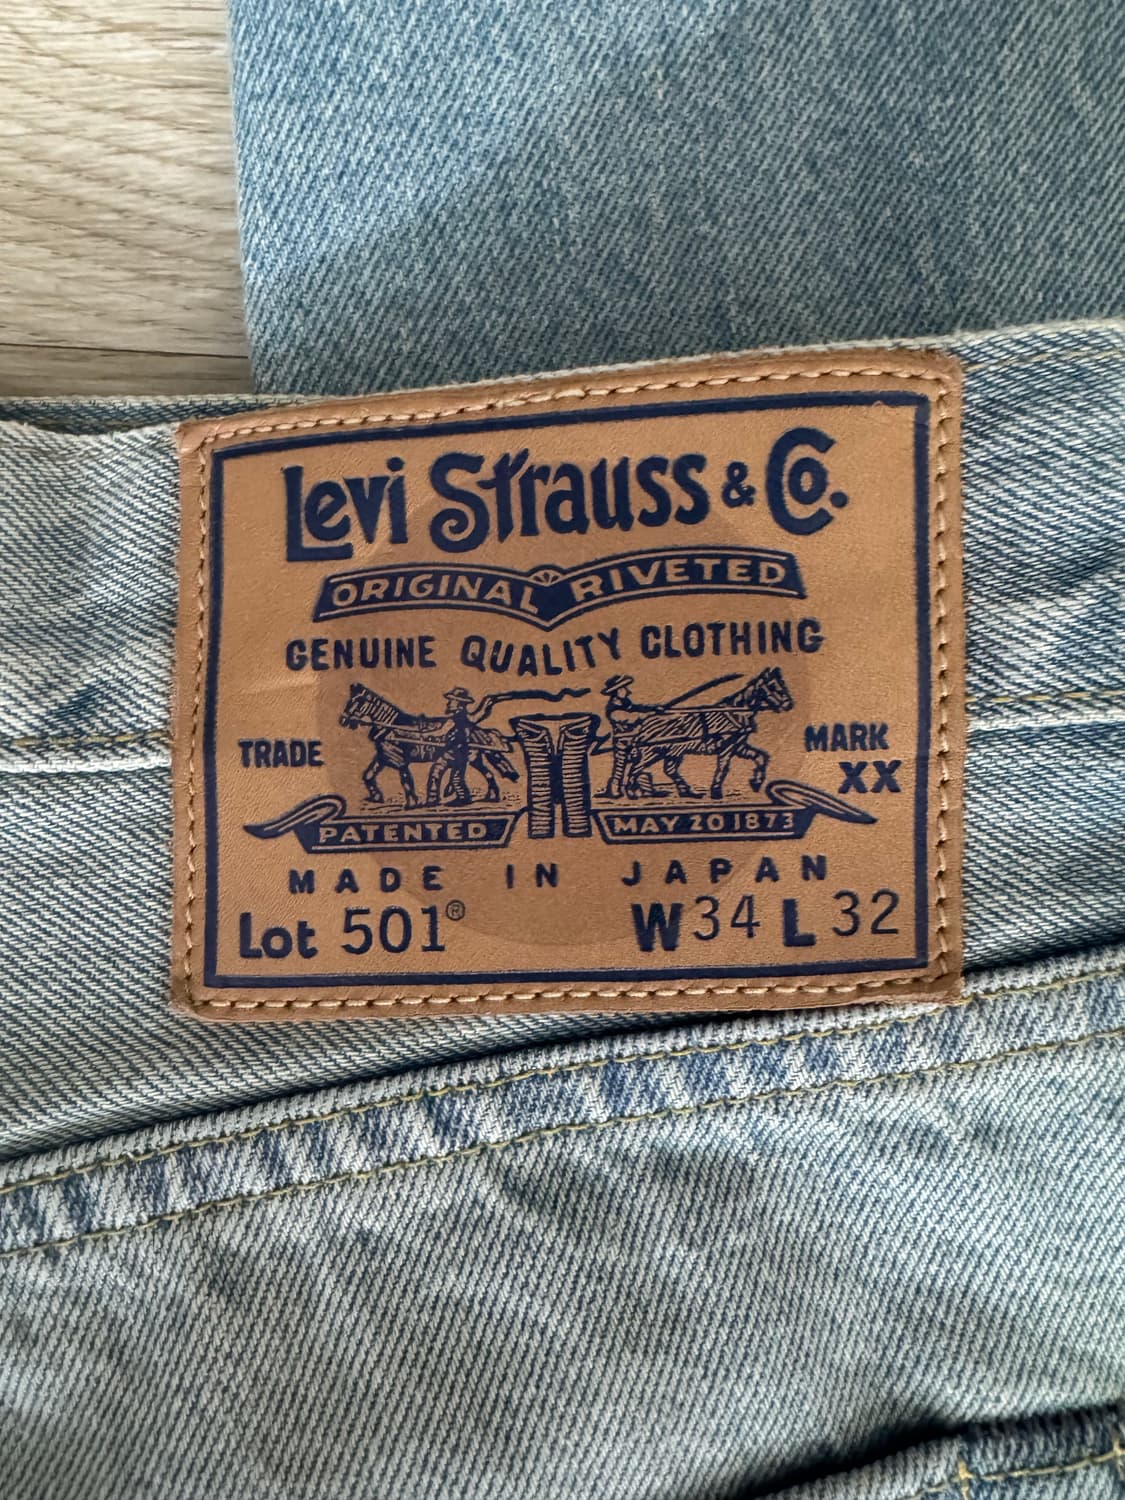 Levi Strauss & Co.
ORIGINAL RIVETED
GENUINE QUALITY CLOTHING
TRADE MARK
XX
PATENTED MAY 20 1873
MADE IN JAPAN
Lot 501® W34 L32